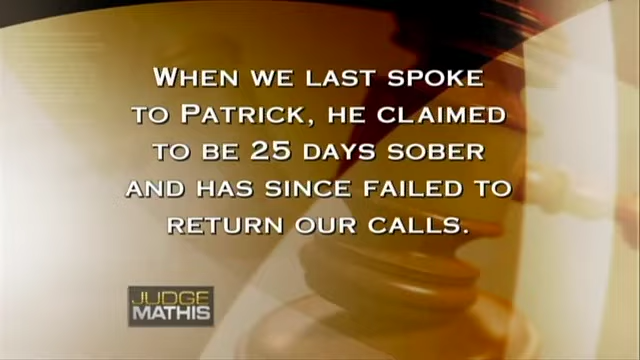 WHEN WE LAST SPOKE
TO PATRICK, HE CLAIMED
TO BE 25 DAYS SOBER
AND HAS SINCE FAILED TO
RETURN OUR CALLS.
JUDGE
MATHIS